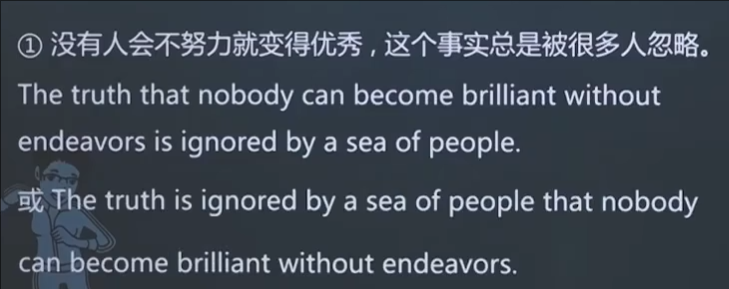 ① 没有人会不努力就变得优秀，这个事实总是被很多人忽略。
The truth that nobody can become brilliant without
endeavors is ignored by a sea of people.
或 The truth is ignored by a sea of people that nobody
can become brilliant without endeavors.